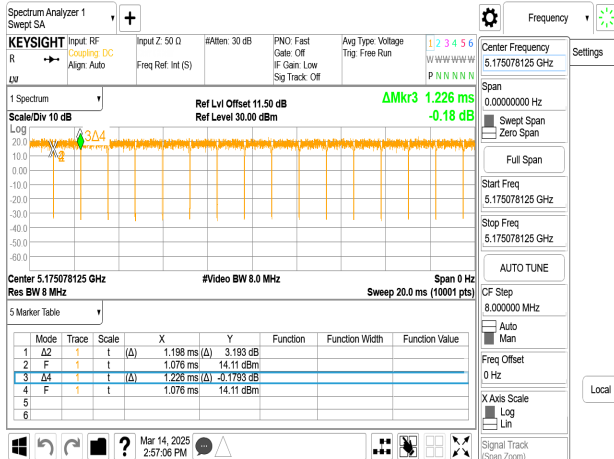 Spectrum Analyzer 1
Swept SA
Frequency
KEYSIGHT
Input: RF
Input Z: 50 Ω
#Atten: 30 dB
PNO: Fast
Avg Type: Voltage
1 2 3 4 5 6
R
Coupling: DC
Gate: Off
Trig: Free Run
Align: Auto
Freq Ref: Int (S)
IF Gain: Low
W W W W W W
Sig Track: Off
P N N N N N
LXI
1 Spectrum
Ref Lvl Offset 11.50 dB
ΔMkr3 1.226 ms
Scale/Div 10 dB
Ref Level 30.00 dBm
-0.18 dB
Log
3Δ4
20.0
10.0
0.00
-10.0
-20.0
-30.0
-40.0
-50.0
-60.0
Center 5.175078125 GHz
#Video BW 8.0 MHz
Span 0 Hz
Res BW 8 MHz
Sweep 20.0 ms (10001 pts)
5 Marker Table
Mode Trace Scale X Y Function Function Width Function Value
1 Δ2 1 t (Δ) 1.198 ms (Δ) 3.193 dB
2 F 1 t 1.076 ms 14.11 dBm
3 Δ4 1 t (Δ) 1.226 ms (Δ) -0.1793 dB
4 F 1 t 1.076 ms 14.11 dBm
5
6
Mar 14, 2025
2:57:06 PM
?
Center Frequency
5.175078125 GHz
Settings
Span
0.00000000 Hz
Swept Span
Zero Span
Full Span
Start Freq
5.175078125 GHz
Stop Freq
5.175078125 GHz
AUTO TUNE
CF Step
8.000000 MHz
Auto
Man
Freq Offset
0 Hz
Local
X Axis Scale
Log
Lin
Signal Track
(Span Zoom)